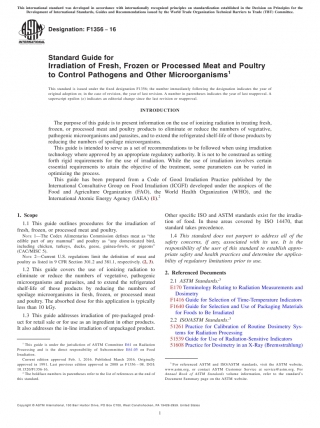 This international standard was developed in accordance with internationally recognized principles on standardization established in the Decision on Principles for the
Development of International Standards, Guides and Recommendations issued by the World Trade Organization Technical Barriers to Trade (TBT) Committee.
Designation: F1356 − 16
Standard Guide for
Irradiation of Fresh, Frozen or Processed Meat and Poultry
to Control Pathogens and Other Microorganisms1
This standard is issued under the fixed designation F1356; the number immediately following the designation indicates the year of
original adoption or, in the case of revision, the year of last revision. A number in parentheses indicates the year of last reapproval. A
superscript epsilon (ε) indicates an editorial change since the last revision or reapproval.
INTRODUCTION
The purpose of this guide is to present information on the use of ionizing radiation in treating fresh,
frozen, or processed meat and poultry products to eliminate or reduce the numbers of vegetative,
pathogenic microorganisms and parasites, and to extend the refrigerated shelf-life of those products by
reducing the numbers of spoilage microorganisms.
This guide is intended to serve as a set of recommendations to be followed when using irradiation
technology where approved by an appropriate regulatory authority. It is not to be construed as setting
forth rigid requirements for the use of irradiation. While the use of irradiation involves certain
essential requirements to attain the objective of the treatment, some parameters can be varied in
optimizing the process.
This guide has been prepared from a Code of Good Irradiation Practice published by the
International Consultative Group on Food Irradiation (ICGFI) developed under the auspices of the
Food and Agriculture Organization (FAO), the World Health Organization (WHO), and the
International Atomic Energy Agency (IAEA) (1).2
1. Scope
1.1 This guide outlines procedures for the irradiation of
fresh, frozen, or processed meat and poultry.
NOTE 1—The Codex Alimentarius Commission defines meat as "the
edible part of any mammal" and poultry as "any domesticated bird,
including chicken, turkeys, ducks, geese, guinea-fowls, or pigeons"
(CAC/MISC 5).
NOTE 2—Current U.S. regulations limit the definition of meat and
poultry as listed in 9 CFR Section 301.2 and 381.1, respectively. (2, 3).
1.2 This guide covers the use of ionizing radiation to
eliminate or reduce the numbers of vegetative, pathogenic
microorganisms and parasites, and to extend the refrigerated
shelf-life of those products by reducing the numbers of
spoilage microorganisms in fresh, frozen, or processed meat
and poultry. The absorbed dose for this application is typically
less than 10 kGy.
1.3 This guide addresses irradiation of pre-packaged prod-
uct for retail sale or for use as an ingredient in other products.
It also addresses the in-line irradiation of unpackaged product.
Other specific ISO and ASTM standards exist for the irradia-
tion of food. In those areas covered by ISO 14470, that
standard takes precedence.
1.4 This standard does not purport to address all of the
safety concerns, if any, associated with its use. It is the
responsibility of the user of this standard to establish appro-
priate safety and health practices and determine the applica-
bility of regulatory limitations prior to use.
2. Referenced Documents
2.1 ASTM Standards:3
E170 Terminology Relating to Radiation Measurements and
Dosimetry
F1416 Guide for Selection of Time-Temperature Indicators
F1640 Guide for Selection and Use of Packaging Materials
for Foods to Be Irradiated
2.2 ISO/ASTM Standards:3
51261 Practice for Calibration of Routine Dosimetry Sys-
tems for Radiation Processing
51539 Guide for Use of Radiation-Sensitive Indicators
51608 Practice for Dosimetry in an X-Ray (Bremsstrahlung)
1 This guide is under the jurisdiction of ASTM Committee E61 on Radiation
Processing and is the direct responsibility of Subcommittee E61.05 on Food
Irradiation.
Current edition approved Feb. 1, 2016. Published March 2016. Originally
approved in 1991. Last previous edition approved in 2008 as F1356 – 08. DOI:
10.1520/F1356-16.
2 The boldface numbers in parentheses refer to the list of references at the end of
this standard.
3 For referenced ASTM and ISO/ASTM standards, visit the ASTM website,
www.astm.org, or contact ASTM Customer Service at service@astm.org. For
Annual Book of ASTM Standards volume information, refer to the standard's
Document Summary page on the ASTM website.
Copyright © ASTM International, 100 Barr Harbor Drive, PO Box C700, West Conshohocken, PA 19428-2959. United States
1